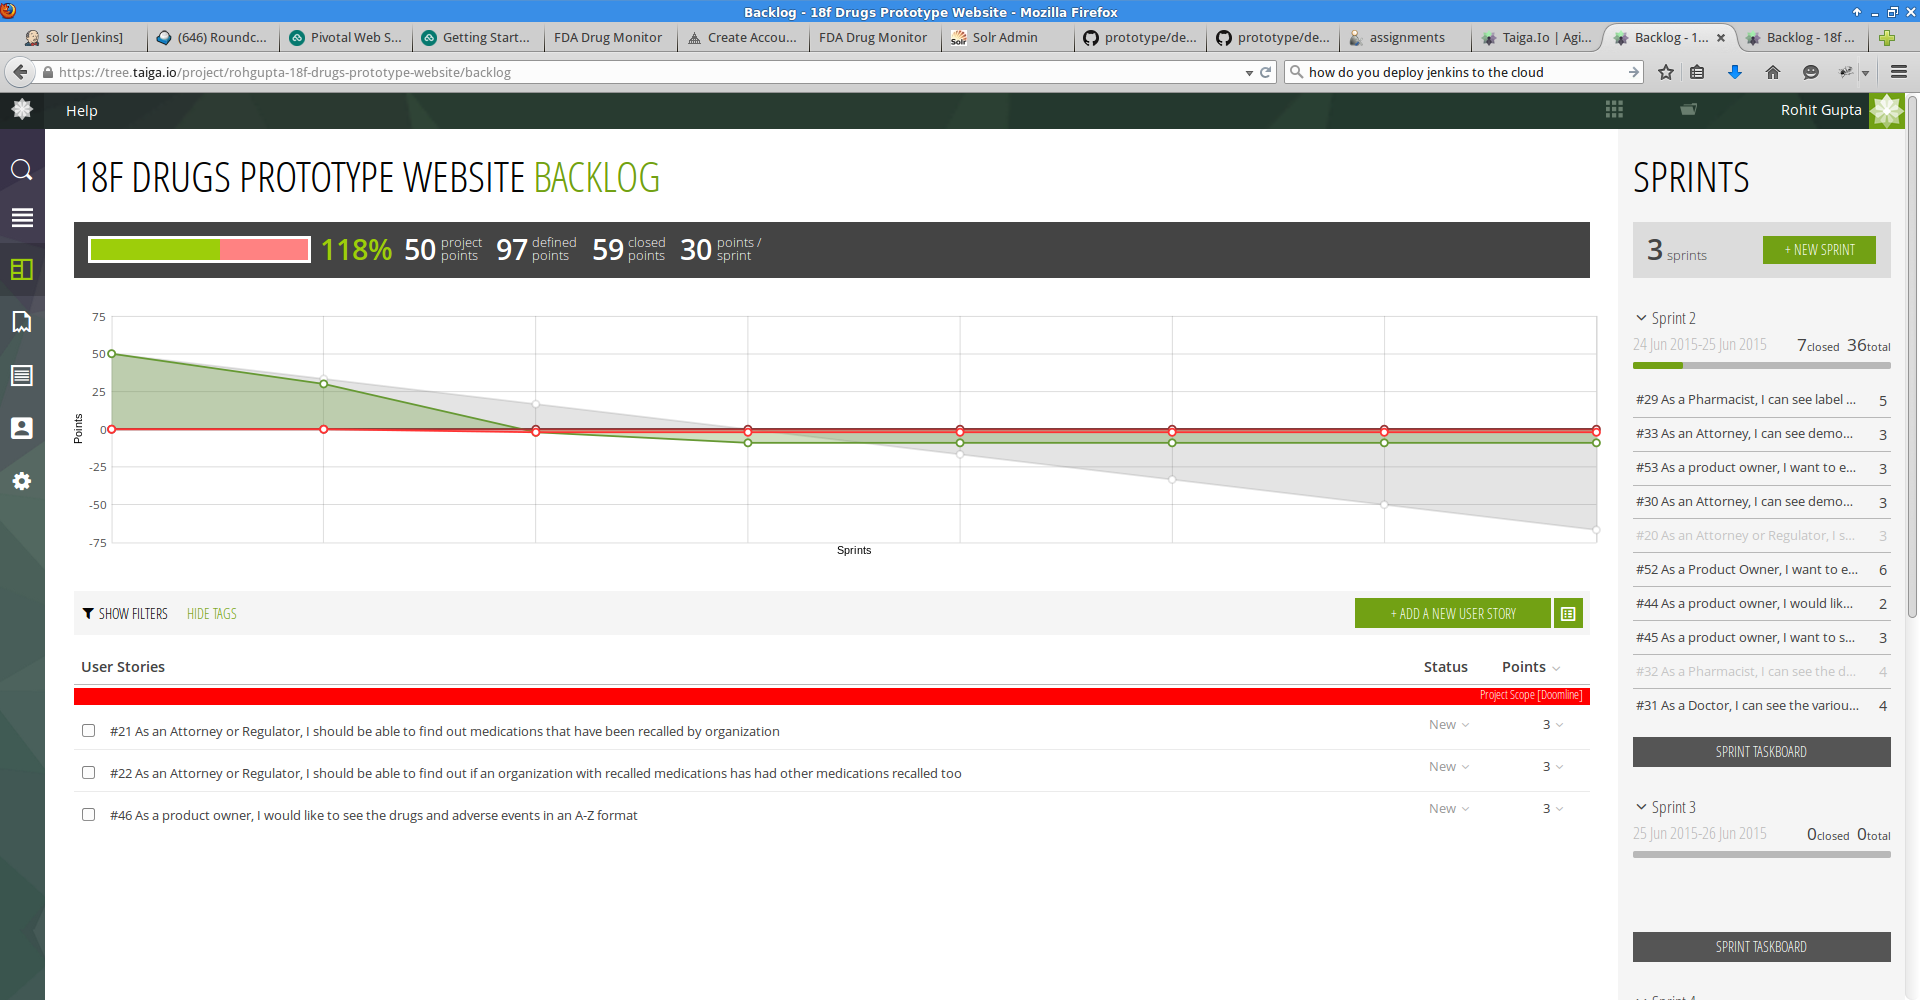 Backlog - 18f Drugs Prototype Website - Mozilla Firefox
solr [Jenkins]
(646) Roundc...
Pivotal Web S...
Getting Start...
FDA Drug Monitor
Create Accou...
FDA Drug Monitor
Solr Admin
prototype/de...
prototype/de...
assignments
Taiga.Io | Agi...
Backlog - 1...
Backlog - 18f ...
https://tree.taiga.io/project/rohgupta-18f-drugs-prototype-website/backlog
how do you deploy jenkins to the cloud
Help
Rohit Gupta
18F DRUGS PROTOTYPE WEBSITE BACKLOG
118% 50 project points 97 defined points 59 closed points 30 points / sprint
75
50
25
0
-25
-50
-75
Points
Sprints
SHOW FILTERS HIDE TAGS
+ ADD A NEW USER STORY
User Stories Status Points
Project Scope [Doomline]
#21 As an Attorney or Regulator, I should be able to find out medications that have been recalled by organization New 3
#22 As an Attorney or Regulator, I should be able to find out if an organization with recalled medications has had other medications recalled too New 3
#46 As a product owner, I would like to see the drugs and adverse events in an A-Z format New 3
SPRINTS
3 sprints + NEW SPRINT
Sprint 2
24 Jun 2015-25 Jun 2015 7closed 36total
#29 As a Pharmacist, I can see label ... 5
#33 As an Attorney, I can see demo... 3
#53 As a product owner, I want to e... 3
#30 As an Attorney, I can see demo... 3
#20 As an Attorney or Regulator, I s... 3
#52 As a Product Owner, I want to e... 6
#44 As a product owner, I would lik... 2
#45 As a product owner, I want to s... 3
#32 As a Pharmacist, I can see the d... 4
#31 As a Doctor, I can see the variou... 4
SPRINT TASKBOARD
Sprint 3
25 Jun 2015-26 Jun 2015 0closed 0total
SPRINT TASKBOARD